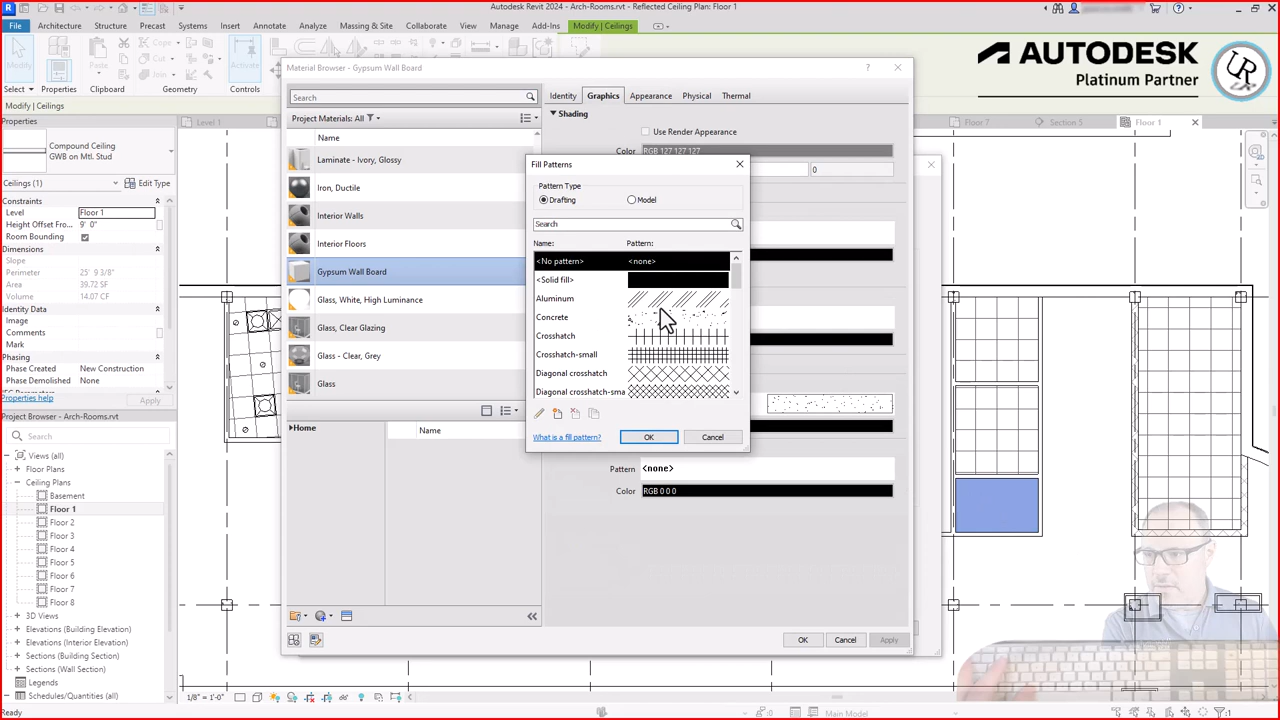 Autodesk Revit 2024 - Arch-Rooms.rvt - Reflected Ceiling Plan: Floor 1
File Architecture Structure Precast Systems Insert Annotate Analyze Massing & Site Collaborate View Manage Add-Ins Modify | Ceilings
Modify
Paste
Cope
Cut
Join
Activate
Select Properties Clipboard Geometry Controls
AUTODESK
Platinum Partner
UR
Modify | Ceilings
Properties
Compound Ceiling
GWB on Mtl. Stud
Ceilings (1)
Edit Type
Constraints
Level Floor 1
Height Offset Fro... 9' 0"
Room Bounding
Dimensions
Slope
Perimeter 25' 9 3/8"
Area 39.72 SF
Volume 14.07 CF
Identity Data
Image
Comments
Mark
Phasing
Phase Created New Construction
Phase Demolished None
Properties help
Apply
Project Browser - Arch-Rooms.rvt
Search
Views (all)
Floor Plans
Ceiling Plans
Basement
Floor 1
Floor 2
Floor 3
Floor 4
Floor 5
Floor 6
Floor 7
Floor 8
3D Views
Elevations (Building Elevation)
Elevations (Interior Elevation)
Sections (Building Section)
Sections (Wall Section)
Legends
Schedules/Quantities (all)
Ready
Level 1
Floor 7
Section 5
Floor 1
Material Browser - Gypsum Wall Board
?
Search
Project Materials: All
Name
Laminate - Ivory, Glossy
Iron, Ductile
Interior Walls
Interior Floors
Gypsum Wall Board
Glass, White, High Luminance
Glass, Clear Glazing
Glass - Clear, Grey
Glass
Home
Name
Identity Graphics Appearance Physical Thermal
Shading
Use Render Appearance
Color RGB 127 127 127
0
Fill Patterns
Pattern Type
Drafting Model
Search
Name: Pattern:
<No pattern> <none>
<Solid fill>
Aluminum
Concrete
Crosshatch
Crosshatch-small
Diagonal crosshatch
Diagonal crosshatch-sma
What is a fill pattern?
OK Cancel
Pattern <none>
Color RGB 0 0 0
OK Cancel Apply
1/8" = 1'-0"
:0
Main Model
:1